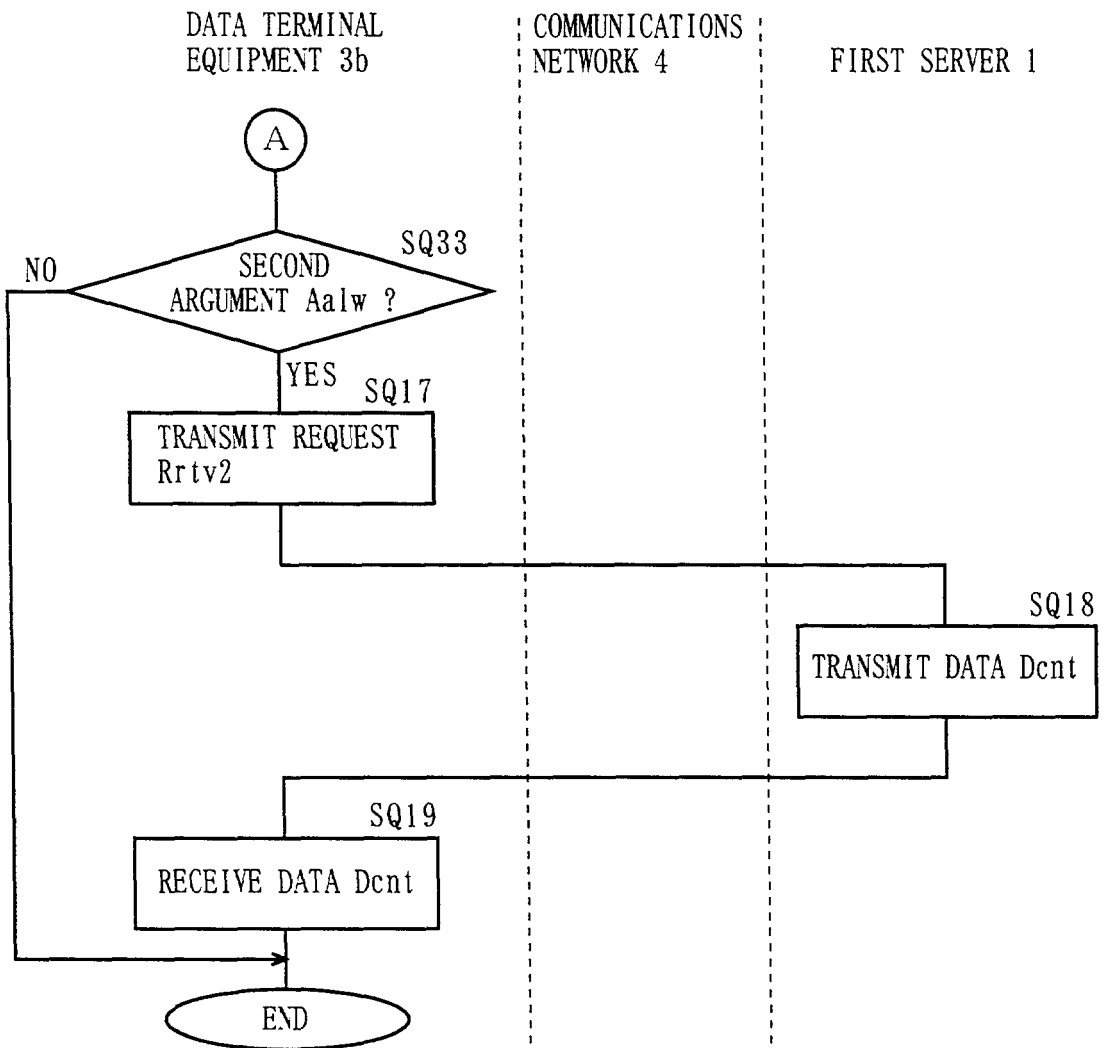 DATA TERMINAL
EQUIPMENT 3b
COMMUNICATIONS
NETWORK 4
FIRST SERVER 1
A
SQ33
NO
SECOND
ARGUMENT Aalw ?
YES
SQ17
TRANSMIT REQUEST
Rrtv2
SQ18
TRANSMIT DATA Dcnt
SQ19
RECEIVE DATA Dcnt
END